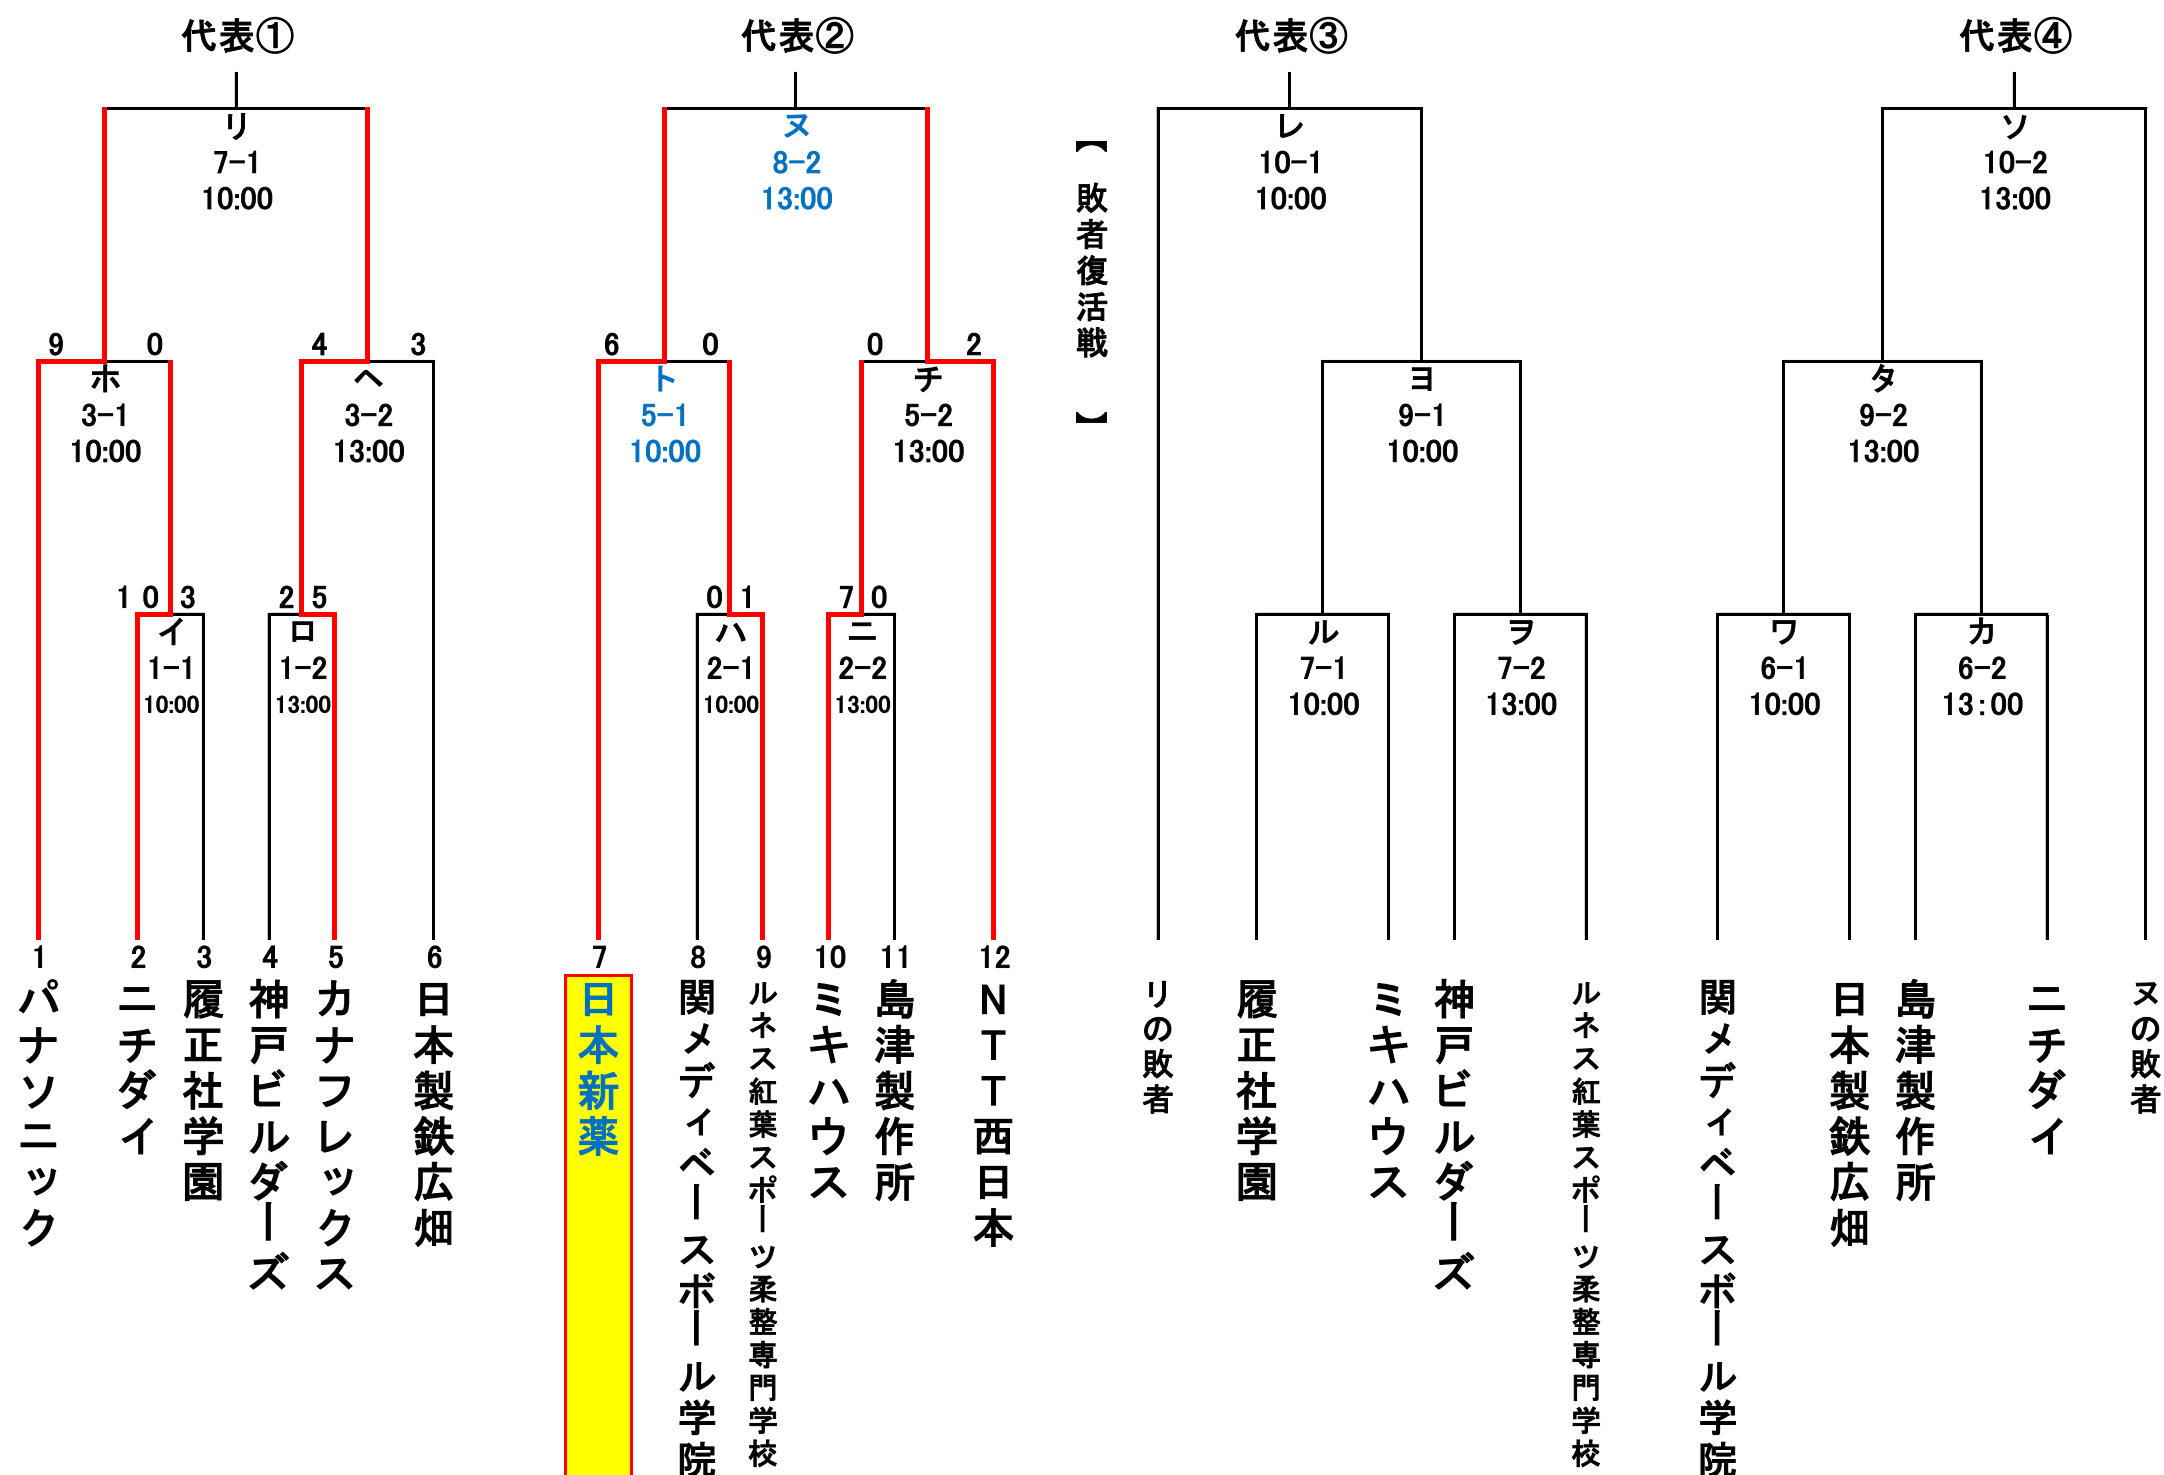 代表①
代表②
代表③
代表④
リ
7-1
10:00
ヌ
8-2
13:00
【敗者復活戦】
レ
10-1
10:00
ソ
10-2
13:00
9 0
ホ
3-1
10:00
4 3
ヘ
3-2
13:00
6 0
ト
5-1
10:00
0 2
チ
5-2
13:00
ヨ
9-1
10:00
タ
9-2
13:00
10 3
イ
1-1
10:00
2 5
ロ
1-2
13:00
0 1
ハ
2-1
10:00
7 0
ニ
2-2
13:00
ル
7-1
10:00
ヲ
7-2
13:00
ワ
6-1
10:00
カ
6-2
13:00
1
パナソニック
2
ニチダイ
3
履正社学園
4
神戸ビルダーズ
5
カナフレックス
6
日本製鉄広畑
7
日本新薬
8
関メディベースボール学院
9
ルネス紅葉スポーツ柔整専門学校
10
ミキハウス
11
島津製作所
12
NTT西日本
リの敗者
履正社学園
ミキハウス
神戸ビルダーズ
ルネス紅葉スポーツ柔整専門学校
関メディベースボール学院
日本製鉄広畑
島津製作所
ニチダイ
ヌの敗者